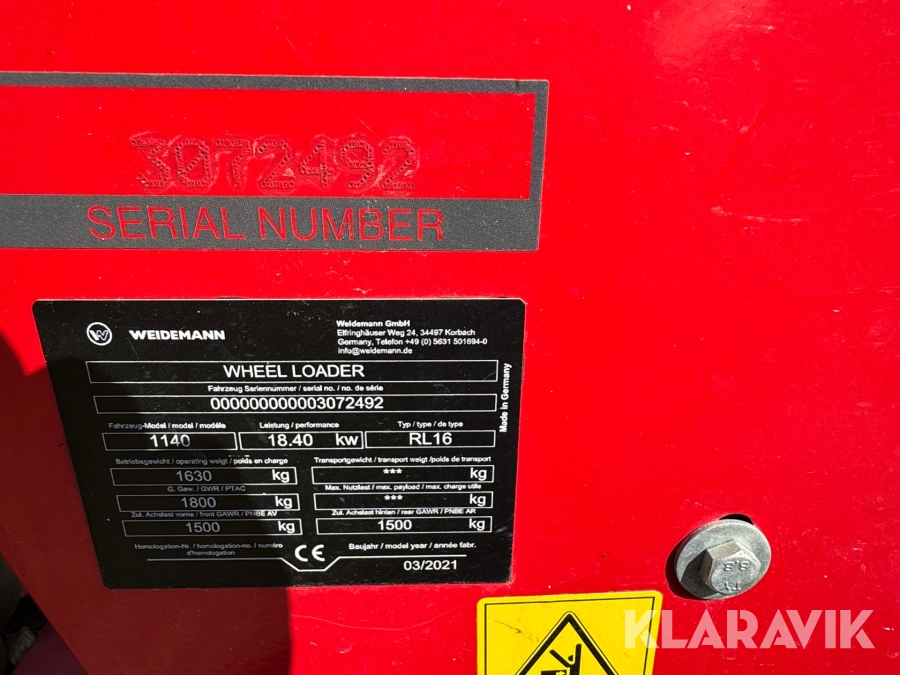 3072492
SERIAL NUMBER
W WEIDEMANN
Weidemann GmbH
Elfringhäuser Weg 24, 34497 Korbach
Germany, Telefon +49 (0) 5631 501694-0
info@weidemann.de
WHEEL LOADER
Fahrzeug Seriennummer / serial no. / no. de série
000000000003072492
Made in Germany
Fahrzeug-Model / model / modéle Leistung / performance Typ / type / de type
1140 18.40 kw RL16
Betriebsgewicht / operating weigt / poids en charge Transportgewicht / transport weigt /poids de transport
1630 kg *** kg
G. Gew. / GWR / PTAC Max. Nutzlast / max. payload / max. charge utile
1800 kg *** kg
Zul. Achslast vorne / front GAWR / PNBE AV Zul. Achslast hinten / rear GAWR / PNBE AR
1500 kg 1500 kg
Homologation-Nr. / homologation-no. / numéro
d'homologation
CE
Baujahr / model year / année fabr.
03/2021
8.8
KLARAVIK